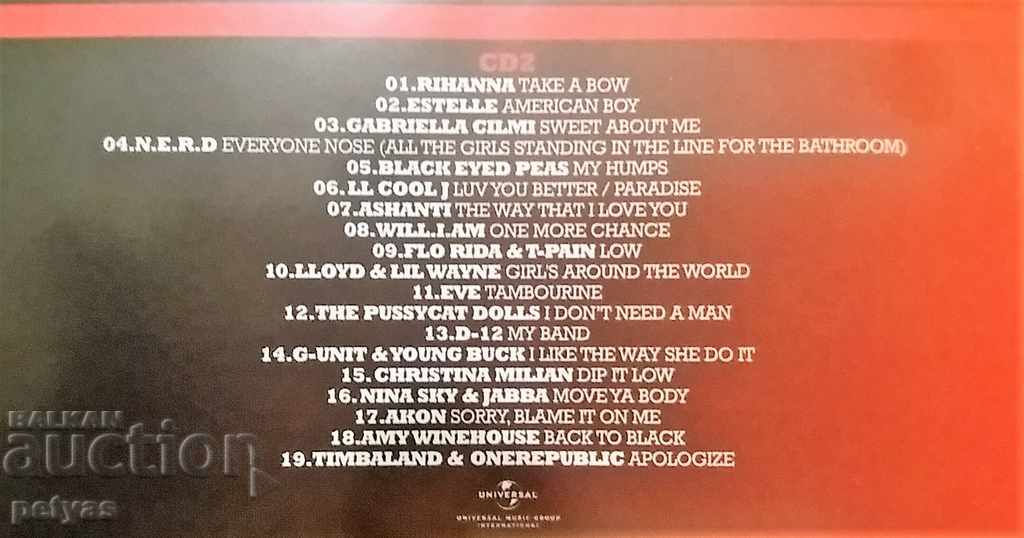 CD2
01.RIHANNA TAKE A BOW
02.ESTELLE AMERICAN BOY
03.GABRIELLA CILMI SWEET ABOUT ME
04.N.E.R.D EVERYONE NOSE (ALL THE GIRLS STANDING IN THE LINE FOR THE BATHROOM)
05.BLACK EYED PEAS MY HUMPS
06.LL COOL J LUV YOU BETTER / PARADISE
07.ASHANTI THE WAY THAT I LOVE YOU
08.WILL.I.AM ONE MORE CHANCE
09.FLO RIDA & T-PAIN LOW
10.LLOYD & LIL WAYNE GIRL'S AROUND THE WORLD
11.EVE TAMBOURINE
12.THE PUSSYCAT DOLLS I DON'T NEED A MAN
13.D-12 MY BAND
14.G-UNIT & YOUNG BUCK I LIKE THE WAY SHE DO IT
15.CHRISTINA MILIAN DIP IT LOW
16.NINA SKY & JABBA MOVE YA BODY
17.AKON SORRY, BLAME IT ON ME
18.AMY WINEHOUSE BACK TO BLACK
19.TIMBALAND & ONEREPUBLIC APOLOGIZE
BALKAN
auction
petyas
UNIVERSAL
UNIVERSAL MUSIC GROUP
INTERNATIONAL